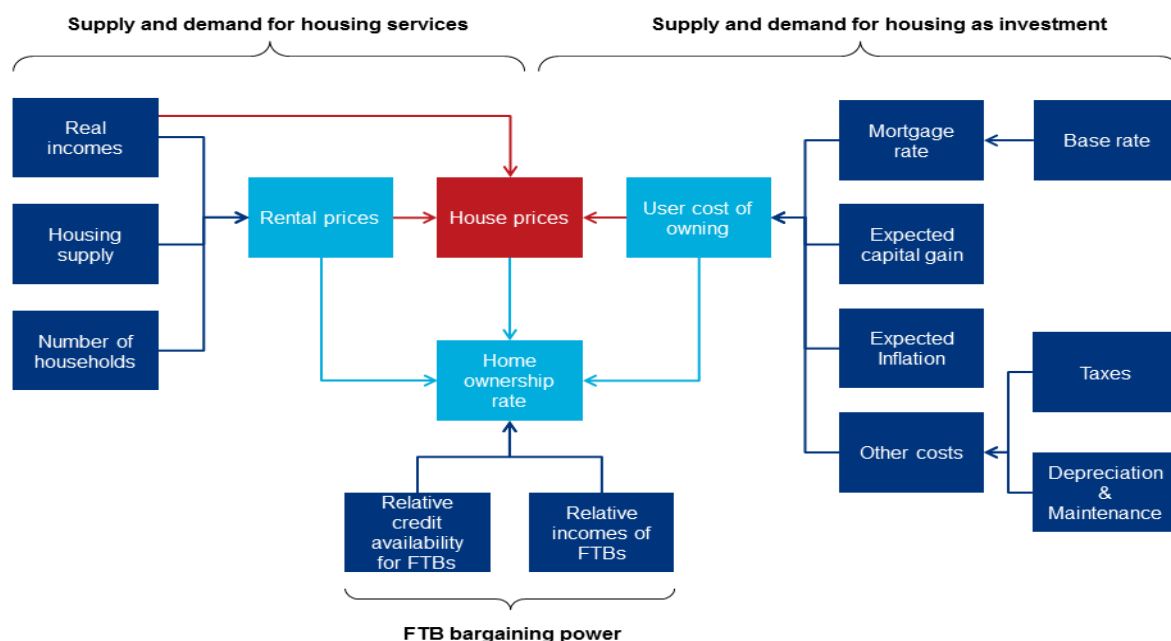 Supply and demand for housing services
Supply and demand for housing as investment
Real
incomes
Mortgage
rate
Base rate
Rental prices
House prices
User cost of
owning
Housing
supply
Expected
capital gain
Number of
households
Home
ownership
rate
Expected
Inflation
Taxes
Other costs
Relative
credit
availability
for FTBs
Relative
incomes of
FTBs
Depreciation
&
Maintenance
FTB bargaining power